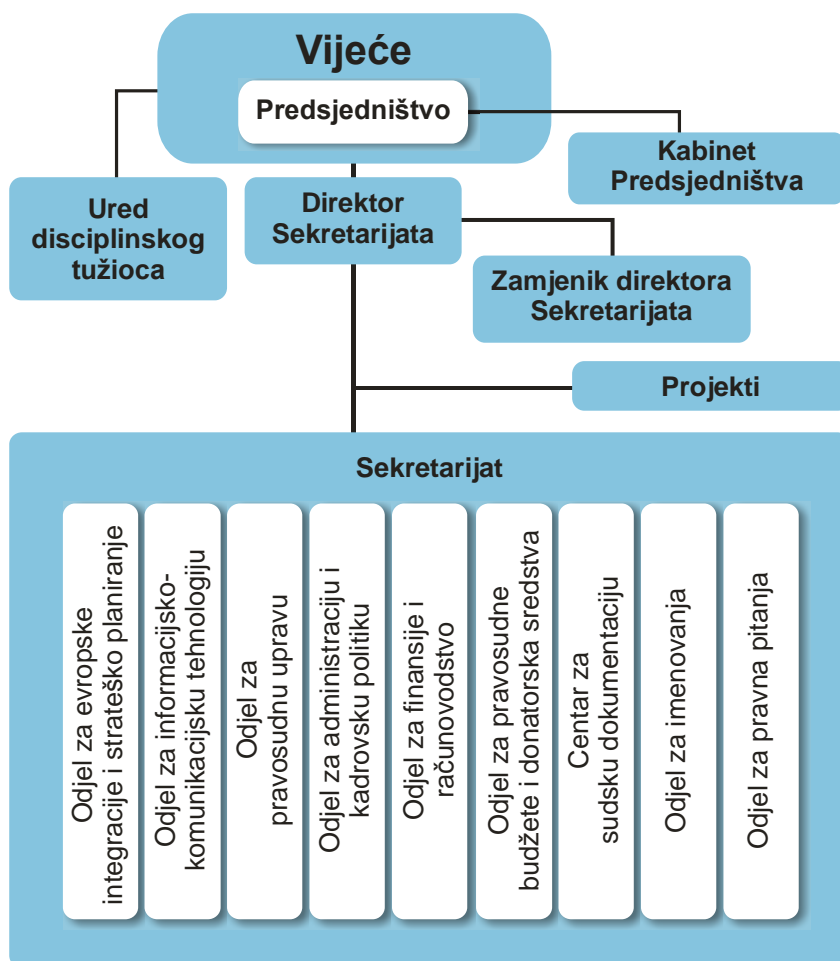 Vijeće
Predsjedništvo
Kabinet
Predsjedništva
Ured
disciplinskog
tužioca
Direktor
Sekretarijata
Zamjenik direktora
Sekretarijata
Projekti
Sekretarijat
Odjel za evropske
integracije i strateško planiranje
Odjel za informacijsko-
komunikacijsku tehnologiju
Odjel za
pravosudnu upravu
Odjel za administraciju i
kadrovsku politiku
Odjel za finansije i
računovodstvo
Odjel za pravosudne
budžete i donatorska sredstva
Centar za
sudsku dokumentaciju
Odjel za imenovanja
Odjel za pravna pitanja